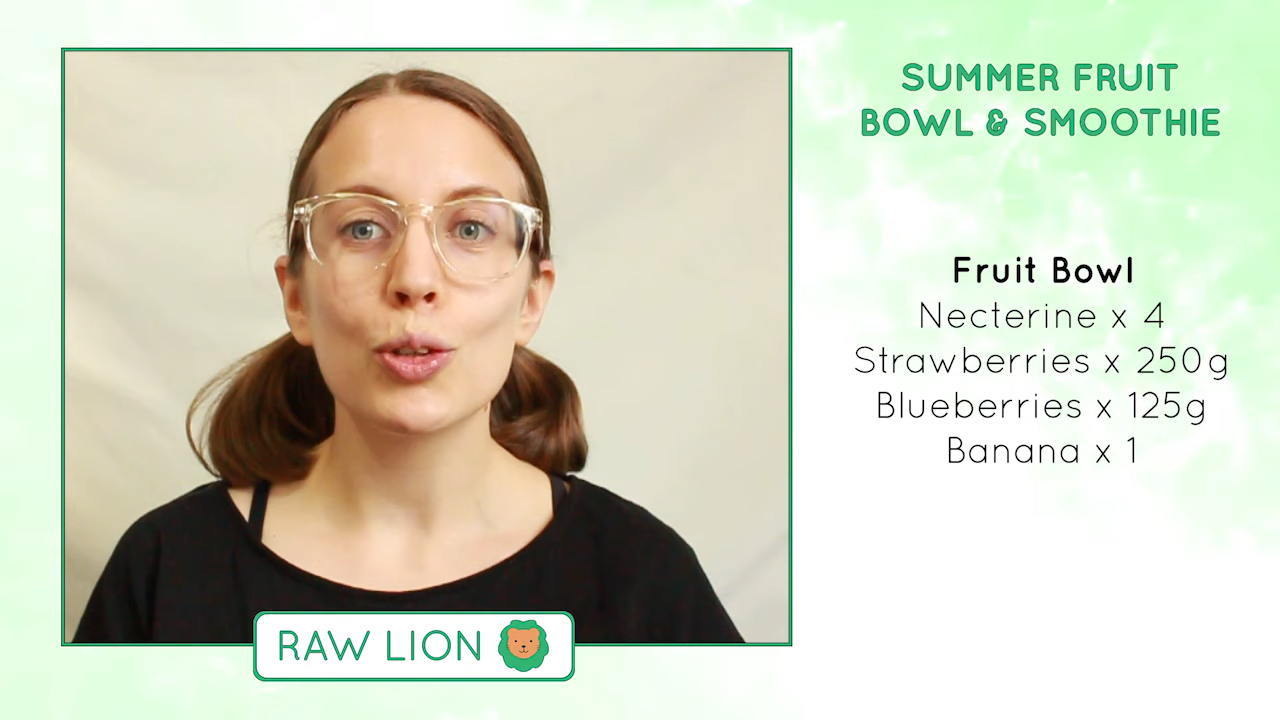 SUMMER FRUIT
BOWL & SMOOTHIE
Fruit Bowl
Necterine x 4
Strawberries x 250g
Blueberries x 125g
Banana x 1
RAW LION